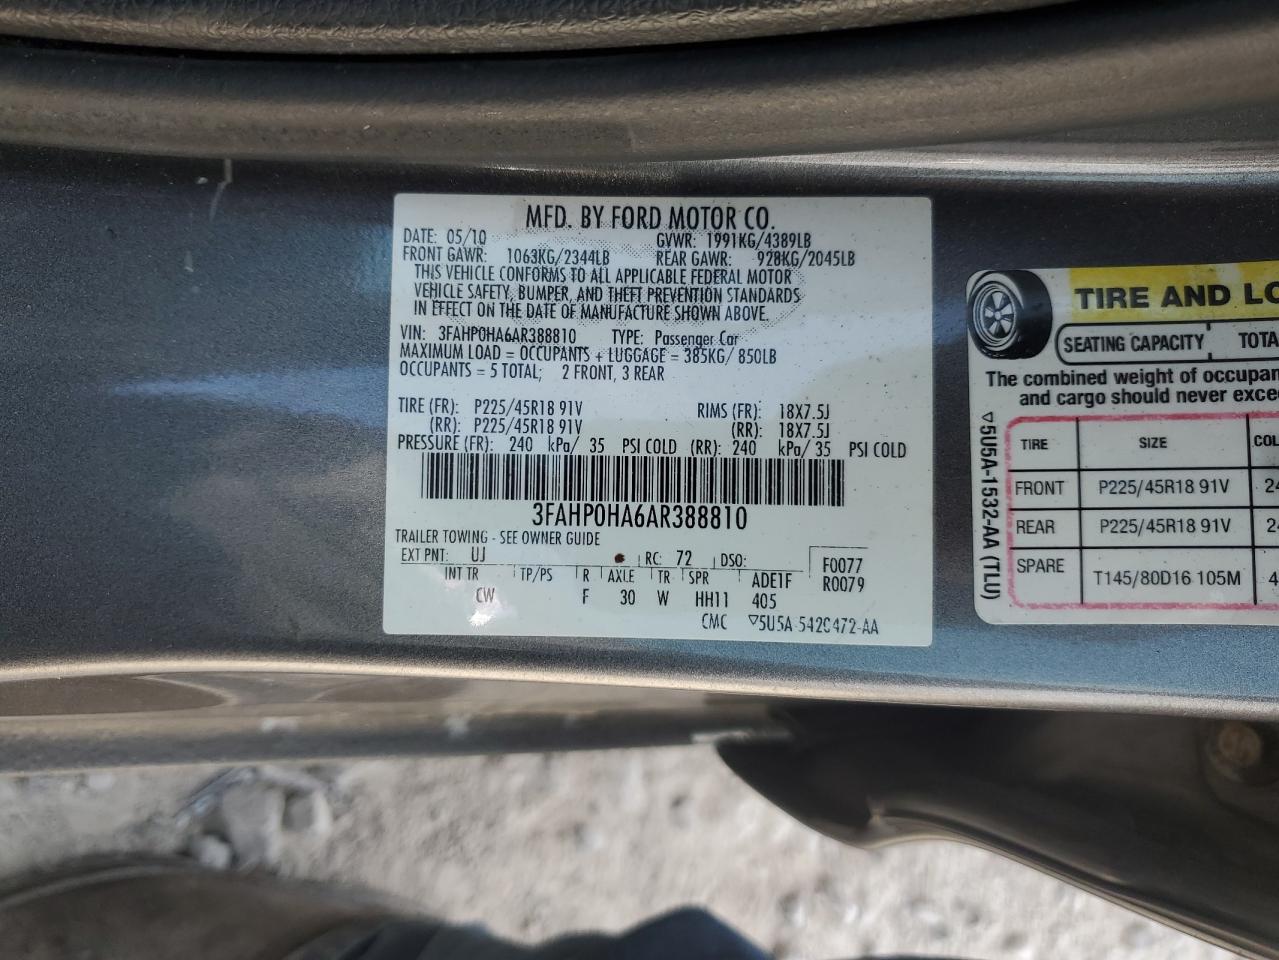 MFD. BY FORD MOTOR CO.
DATE: 05/10 GVWR: 1991KG/4389LB
FRONT GAWR: 1063KG/2344LB REAR GAWR: 928KG/2045LB
THIS VEHICLE CONFORMS TO ALL APPLICABLE FEDERAL MOTOR
VEHICLE SAFETY, BUMPER, AND THEFT PREVENTION STANDARDS
IN EFFECT ON THE DATE OF MANUFACTURE SHOWN ABOVE.
VIN: 3FAHP0HA6AR388810 TYPE: Passenger Car
MAXIMUM LOAD = OCCUPANTS + LUGGAGE = 385KG/ 850LB
OCCUPANTS = 5 TOTAL; 2 FRONT, 3 REAR
TIRE (FR): P225/45R18 91V RIMS (FR): 18X7.5J
(RR): P225/45R18 91V (RR): 18X7.5J
PRESSURE (FR): 240 kPa/ 35 PSI COLD (RR): 240 kPa/ 35 PSI COLD
3FAHP0HA6AR388810
TRAILER TOWING - SEE OWNER GUIDE
EXT PNT: UJ RC: 72 DSO: F0077
INT TR TP/PS R AXLE TR SPR ADE1F R0079
CW F 30 W HH11 405
CMC ▽5U5A-542C472-AA
TIRE AND LO
SEATING CAPACITY TOTA
The combined weight of occupan
and cargo should never excee
TIRE SIZE COL
FRONT P225/45R18 91V 24
REAR P225/45R18 91V 24
SPARE T145/80D16 105M 4
▽5U5A-1532-AA (TLU)